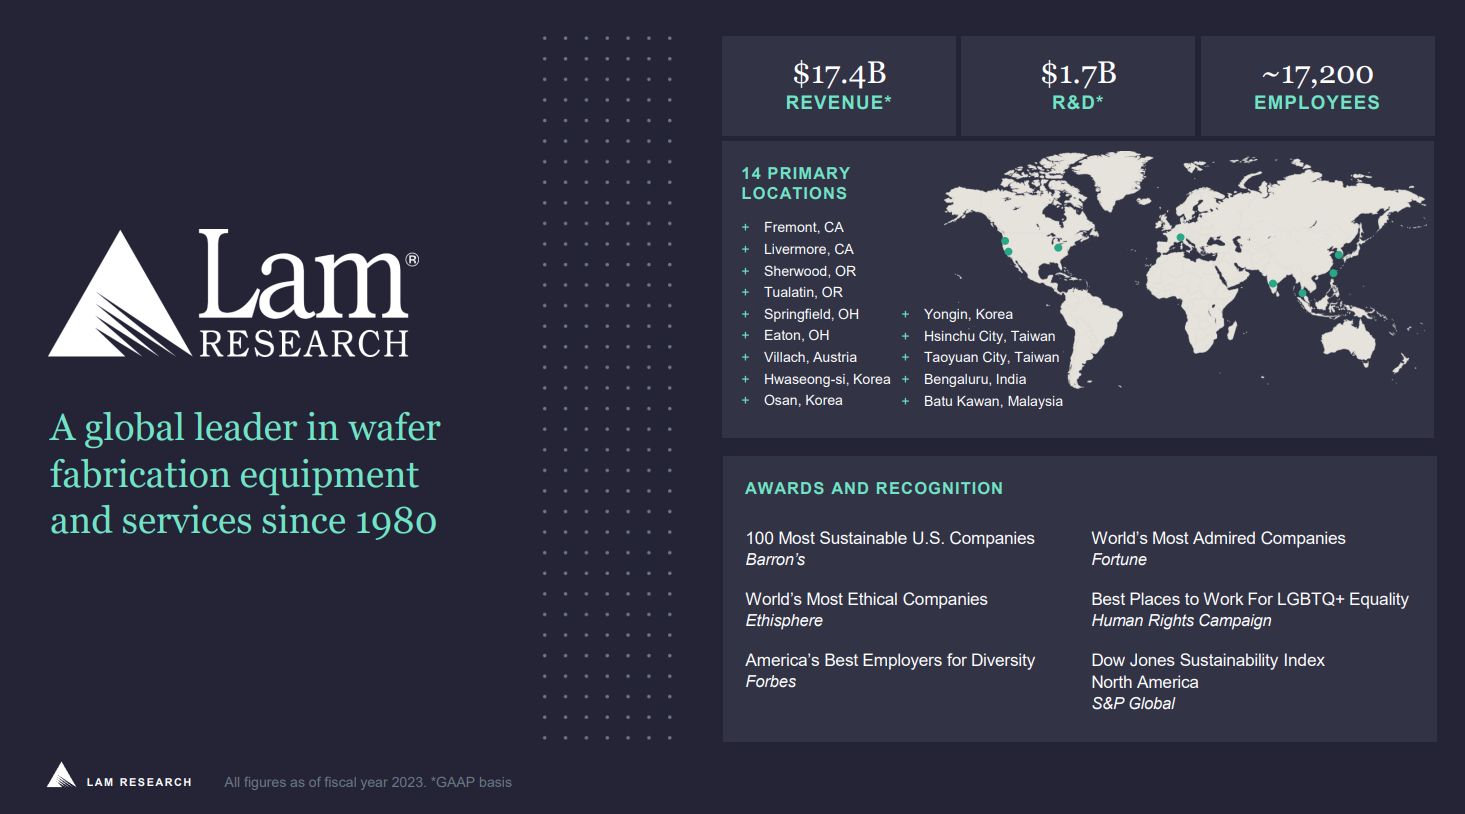 Lam®
RESEARCH
A global leader in wafer
fabrication equipment
and services since 1980
$17.4B
REVENUE*
$1.7B
R&D*
~17,200
EMPLOYEES
14 PRIMARY
LOCATIONS
+ Fremont, CA
+ Livermore, CA
+ Sherwood, OR
+ Tualatin, OR
+ Springfield, OH
+ Eaton, OH
+ Villach, Austria
+ Hwaseong-si, Korea
+ Osan, Korea
+ Yongin, Korea
+ Hsinchu City, Taiwan
+ Taoyuan City, Taiwan
+ Bengaluru, India
+ Batu Kawan, Malaysia
AWARDS AND RECOGNITION
100 Most Sustainable U.S. Companies
Barron’s
World’s Most Ethical Companies
Ethisphere
America’s Best Employers for Diversity
Forbes
World’s Most Admired Companies
Fortune
Best Places to Work For LGBTQ+ Equality
Human Rights Campaign
Dow Jones Sustainability Index
North America
S&P Global
LAM RESEARCH
All figures as of fiscal year 2023. *GAAP basis